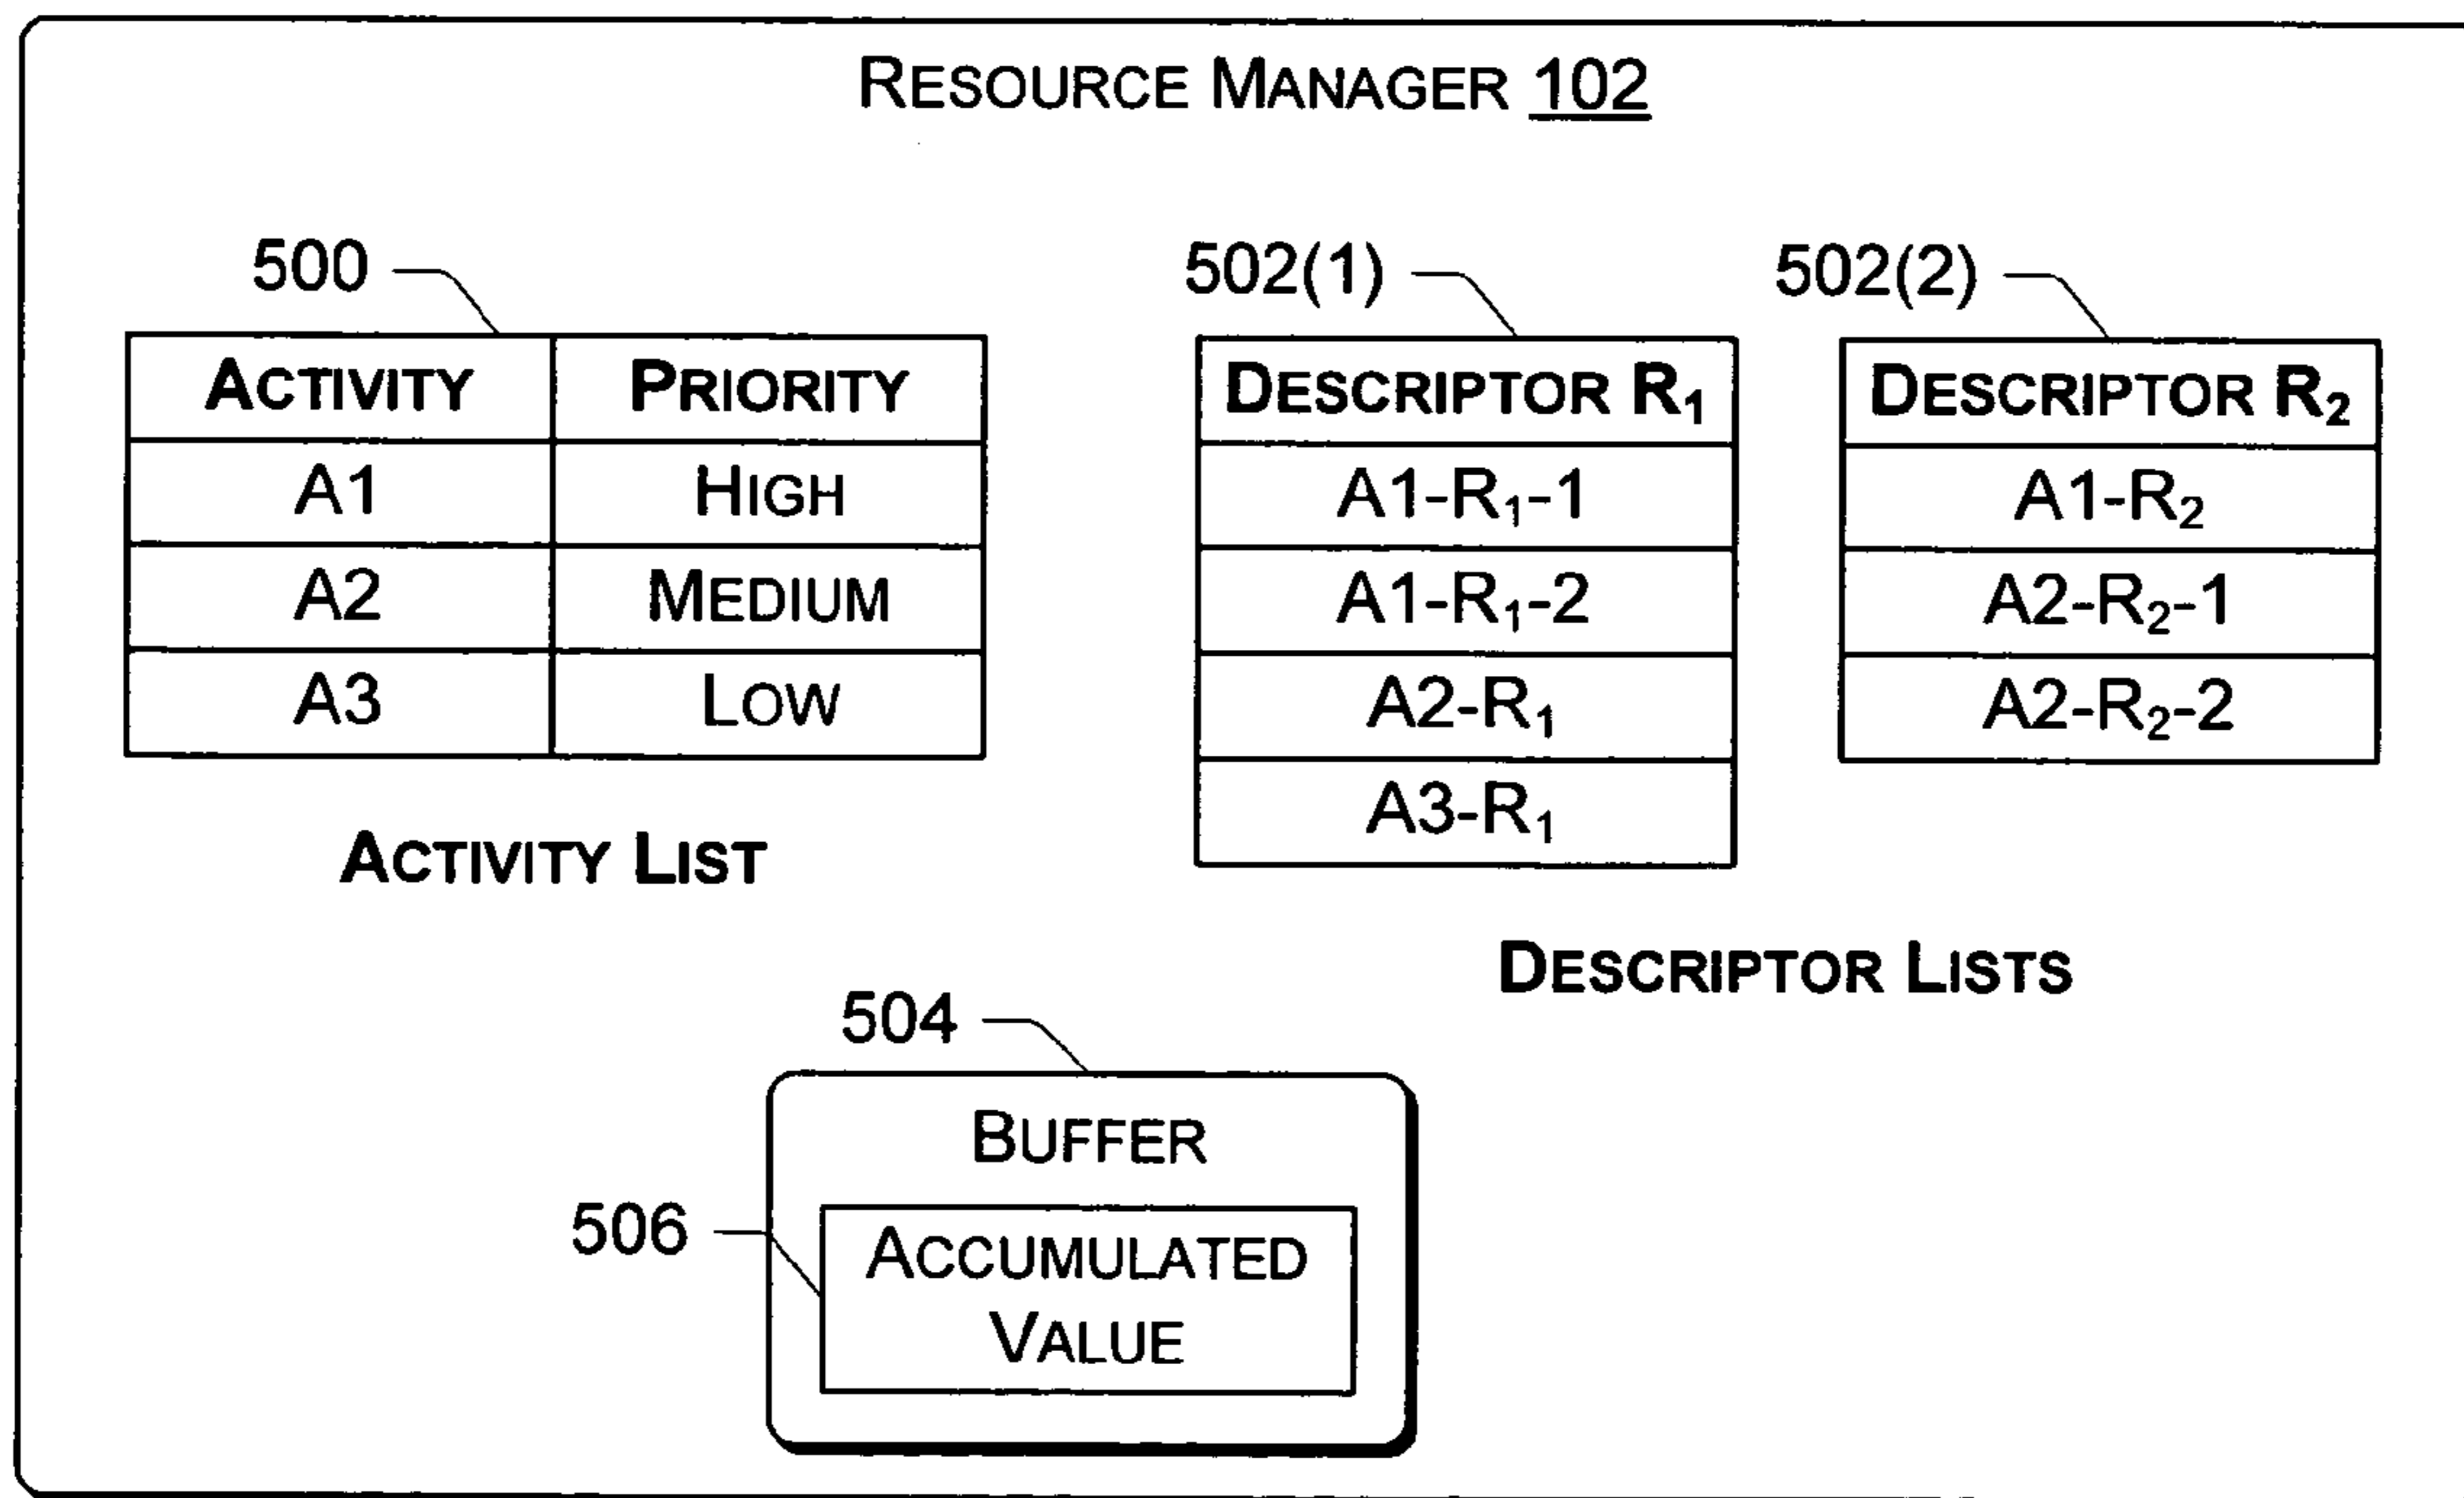 RESOURCE MANAGER 102
500
502(1)
502(2)
ACTIVITY PRIORITY
A1 HIGH
A2 MEDIUM
A3 LOW
ACTIVITY LIST
DESCRIPTOR R₁
A1-R₁-1
A1-R₁-2
A2-R₁
A3-R₁
DESCRIPTOR R₂
A1-R₂
A2-R₂-1
A2-R₂-2
DESCRIPTOR LISTS
504
BUFFER
506
ACCUMULATED
VALUE